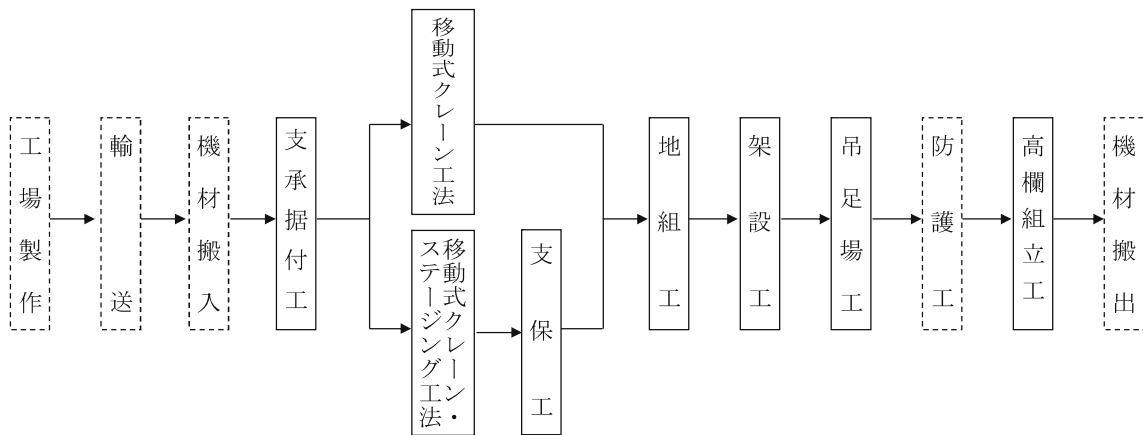 工場製作
輸送
機材搬入
支承据付工
移動式クレーン工法
移動式クレーン・
ステージング工法
支保工
地組工
架設工
吊足場工
防護工
高欄組立工
機材搬出